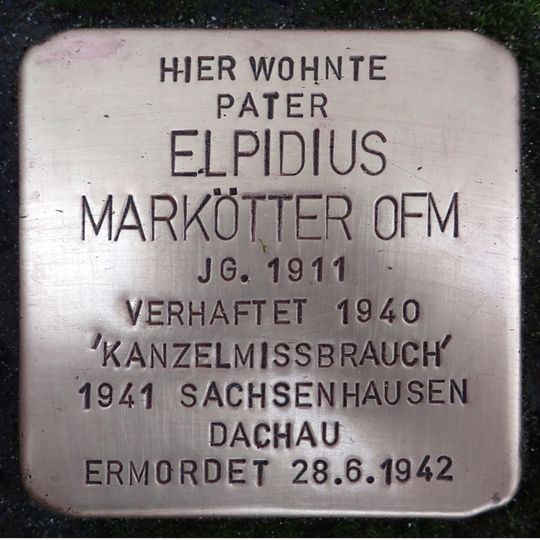 HIER WOHNTE
PATER
ELPIDIUS
MARKÖTTER OFM
JG. 1911
VERHAFTET 1940
'KANZELMISSBRAUCH'
1941 SACHSENHAUSEN
DACHAU
ERMORDET 28.6.1942